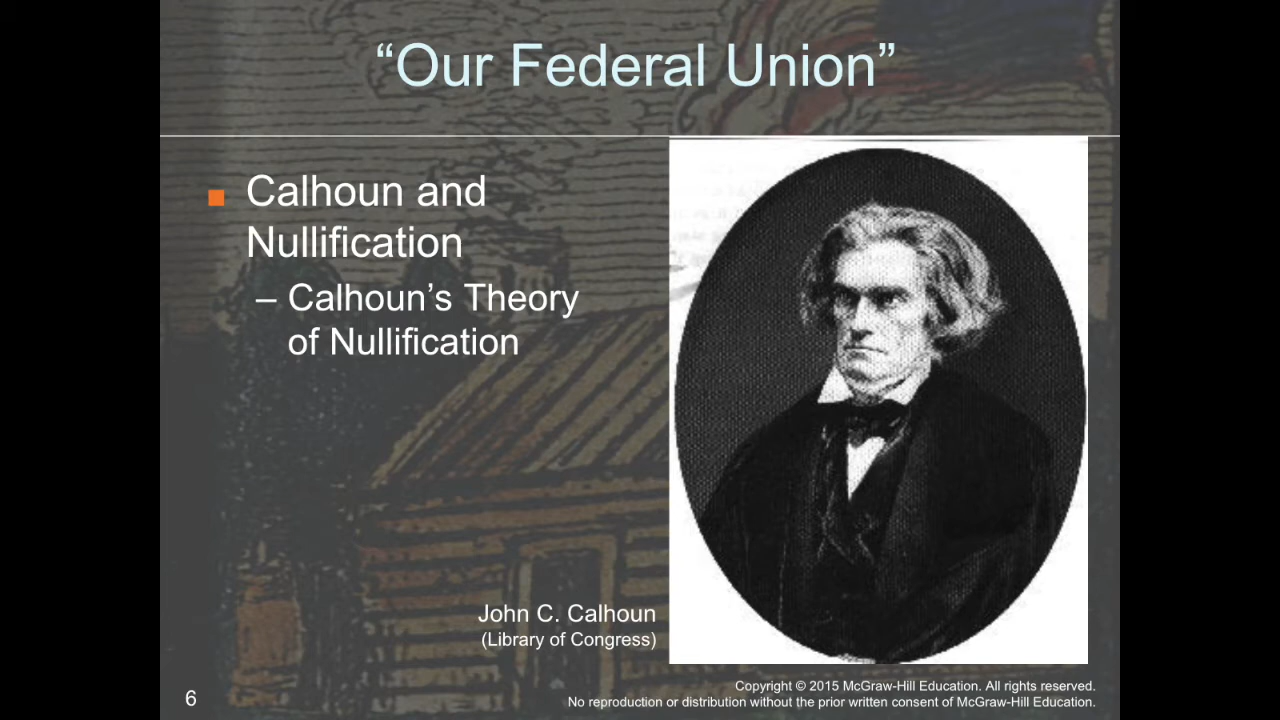 “Our Federal Union”
Calhoun and
Nullification
– Calhoun’s Theory
of Nullification
John C. Calhoun
(Library of Congress)
6
Copyright © 2015 McGraw-Hill Education. All rights reserved.
No reproduction or distribution without the prior written consent of McGraw-Hill Education.